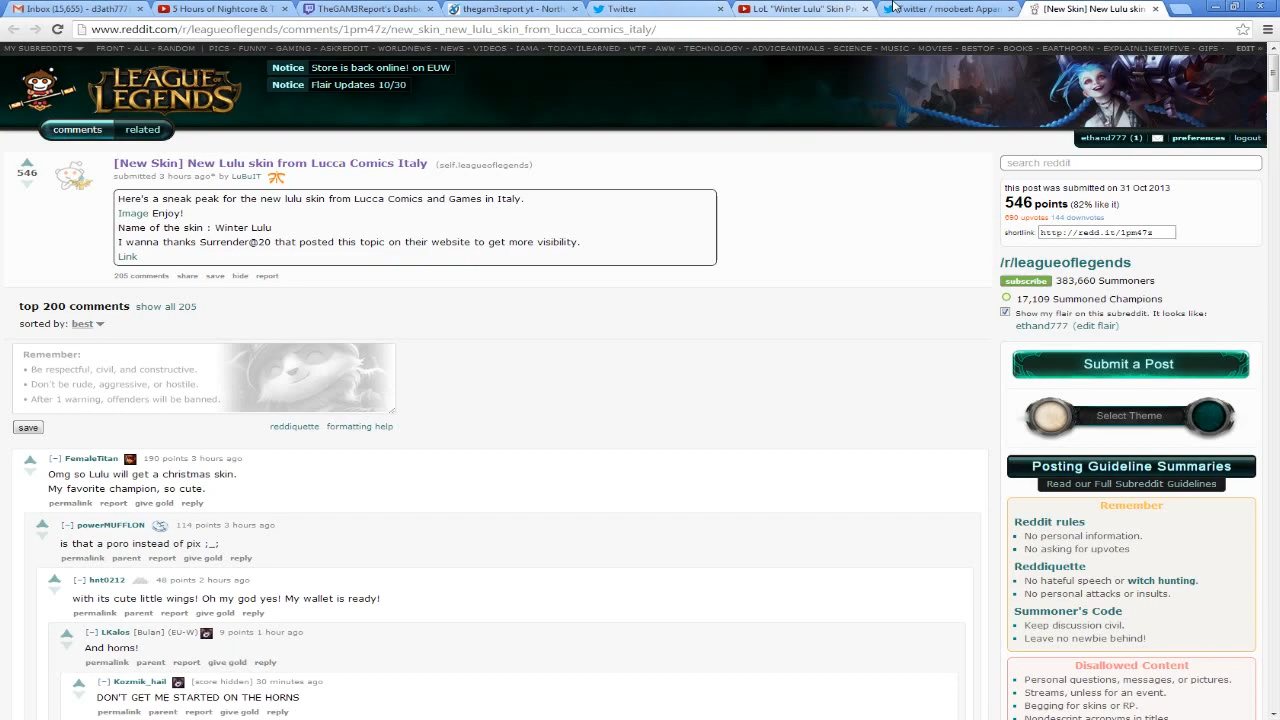 Inbox (15,655) - d3ath777
5 Hours of Nightcore & T
TheGAM3Report's Dashbo
thegam3report yt - North
Twitter
LoL "Winter Lulu" Skin Pr
Twitter / moobeat: Appar
[New Skin] New Lulu skin
www.reddit.com/r/leagueoflegends/comments/1pm47z/new_skin_new_lulu_skin_from_lucca_comics_italy/
MY SUBREDDITS FRONT - ALL - RANDOM | PICS - FUNNY - GAMING - ASKREDDIT - WORLDNEWS - NEWS - VIDEOS - IAMA - TODAYILEARNED - WTF - AWW - TECHNOLOGY - ADVICEANIMALS - SCIENCE - MUSIC - MOVIES - BESTOF - BOOKS - EARTHPORN - EXPLAINLIKEIMFIVE - GIFS - EDIT »
LEAGUE OF LEGENDS
Notice Store is back online! on EUW
Notice Flair Updates 10/30
comments related
ethand777 (1) preferences logout
[New Skin] New Lulu skin from Lucca Comics Italy (self.leagueoflegends)
546
submitted 3 hours ago* by LuBuIT
Here's a sneak peak for the new lulu skin from Lucca Comics and Games in Italy.
Image Enjoy!
Name of the skin : Winter Lulu
I wanna thanks Surrender@20 that posted this topic on their website to get more visibility.
Link
205 comments share save hide report
top 200 comments show all 205
sorted by: best
Remember:
• Be respectful, civil, and constructive.
• Don't be rude, aggressive, or hostile.
• After 1 warning, offenders will be banned.
save reddiquette formatting help
[–] FemaleTitan 190 points 3 hours ago
Omg so Lulu will get a christmas skin.
My favorite champion, so cute.
permalink report give gold reply
[–] powerMUFFLON 114 points 3 hours ago
is that a poro instead of pix ;_;
permalink parent report give gold reply
[–] hnt0212 48 points 2 hours ago
with its cute little wings! Oh my god yes! My wallet is ready!
permalink parent report give gold reply
[–] LKalos [Bulan] (EU-W) 9 points 1 hour ago
And horns!
permalink parent report give gold reply
[–] Kozmik_hail [score hidden] 30 minutes ago
DON'T GET ME STARTED ON THE HORNS
permalink parent report give gold reply
search reddit
this post was submitted on 31 Oct 2013
546 points (82% like it)
690 upvotes 144 downvotes
shortlink: http://redd.it/1pm47z
/r/leagueoflegends
subscribe 383,660 Summoners
17,109 Summoned Champions
Show my flair on this subreddit. It looks like:
ethand777 (edit flair)
Submit a Post
Select Theme
Posting Guideline Summaries
Read our Full Subreddit Guidelines
Remember
Reddit rules
No personal information.
No asking for upvotes
Reddiquette
No hateful speech or witch hunting.
No personal attacks or insults.
Summoner's Code
Keep discussion civil.
Leave no newbie behind!
Disallowed Content
Personal questions, messages, or pictures.
Streams, unless for an event.
Begging for skins or RP.
Nondescript acronyms in titles.